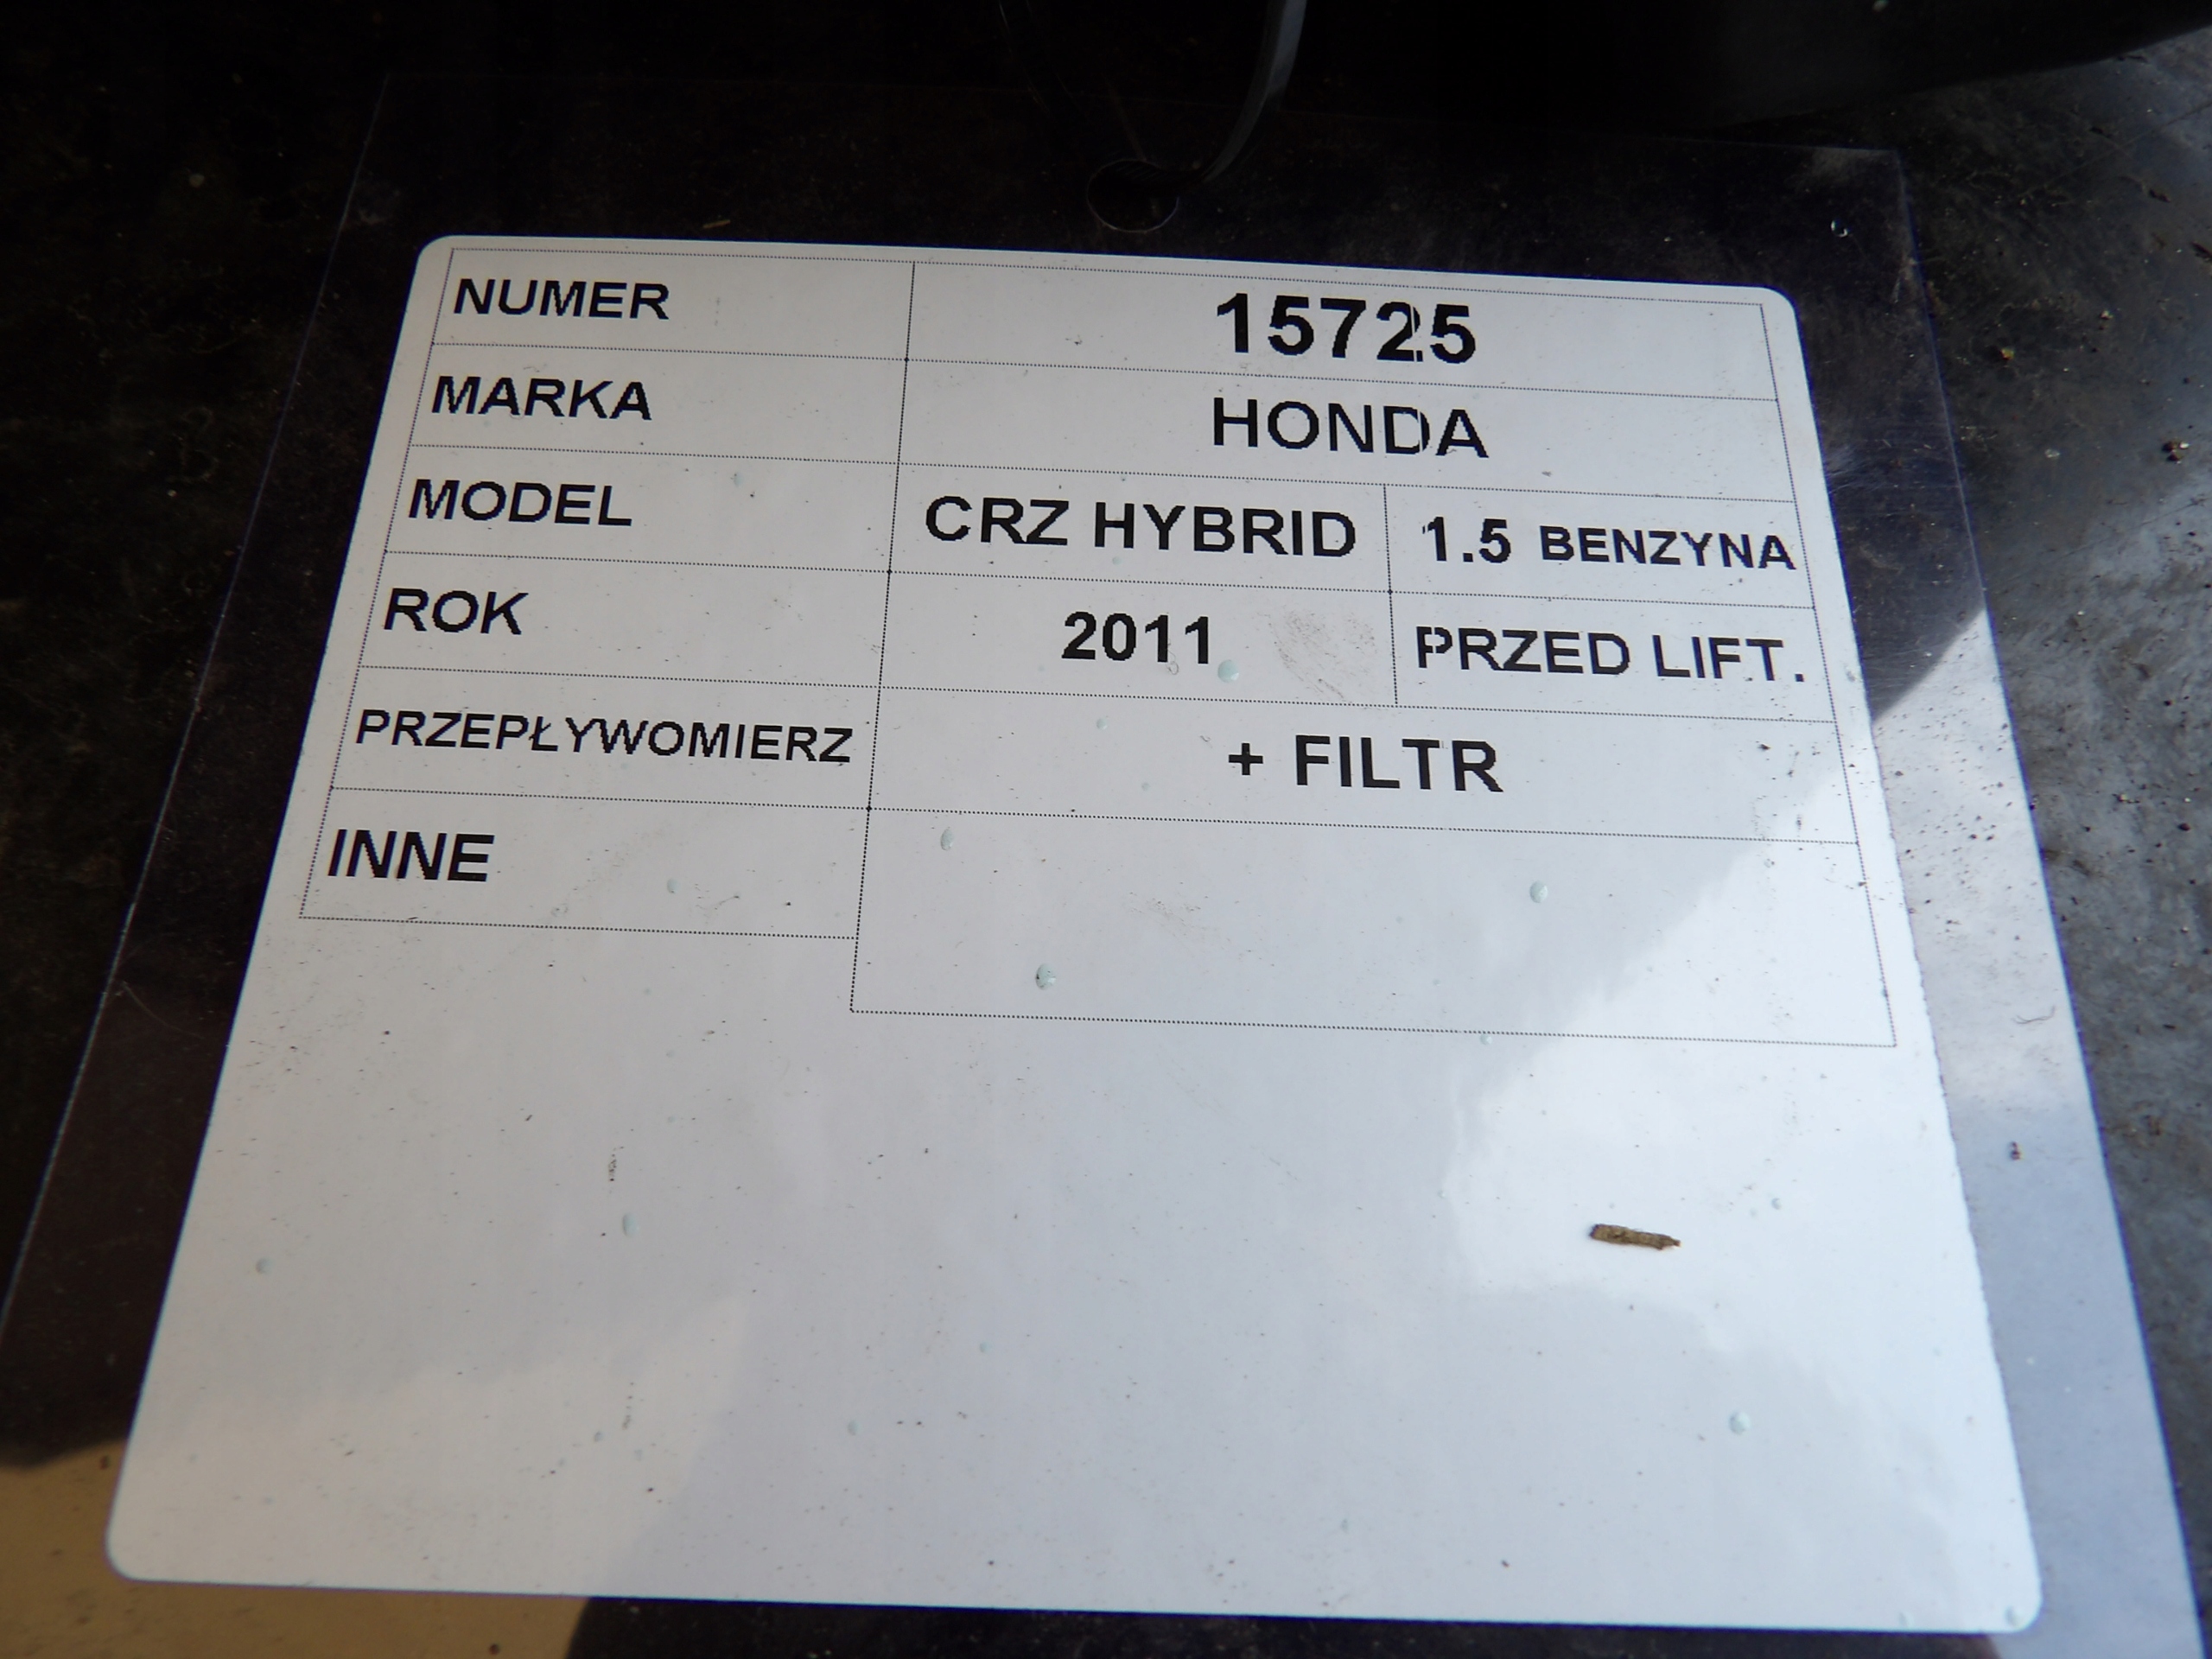 NUMER 15725
MARKA HONDA
MODEL CRZ HYBRID 1.5 BENZYNA
ROK 2011 PRZED LIFT.
PRZEPŁYWOMIERZ + FILTR
INNE